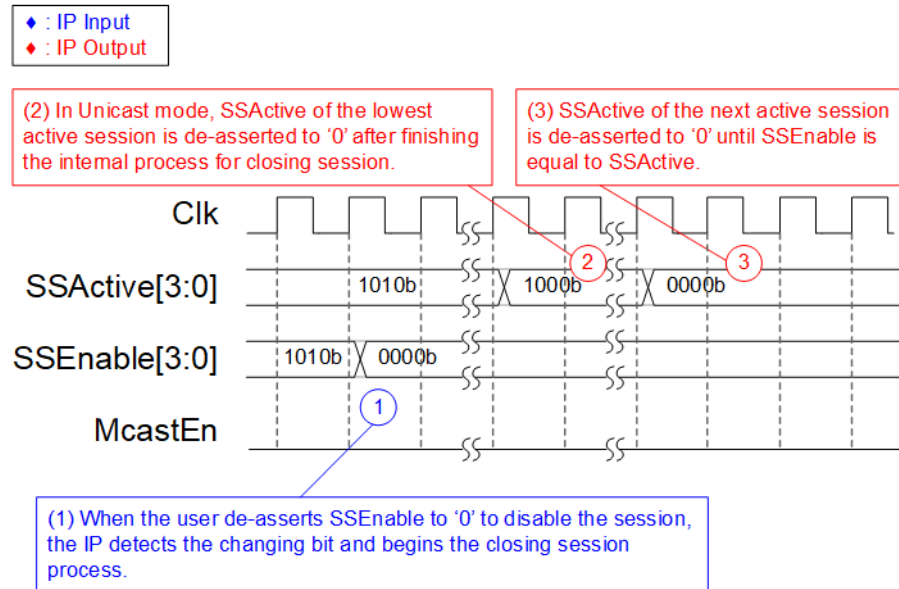 ♦ : IP Input
♦ : IP Output
(2) In Unicast mode, SSActive of the lowest
active session is de-asserted to ‘0’ after finishing
the internal process for closing session.
(3) SSActive of the next active session
is de-asserted to ‘0’ until SSEnable is
equal to SSActive.
Clk
2
3
SSActive[3:0]
1010b
1000b
0000b
SSEnable[3:0]
1010b
0000b
1
McastEn
(1) When the user de-asserts SSEnable to ‘0’ to disable the session,
the IP detects the changing bit and begins the closing session
process.